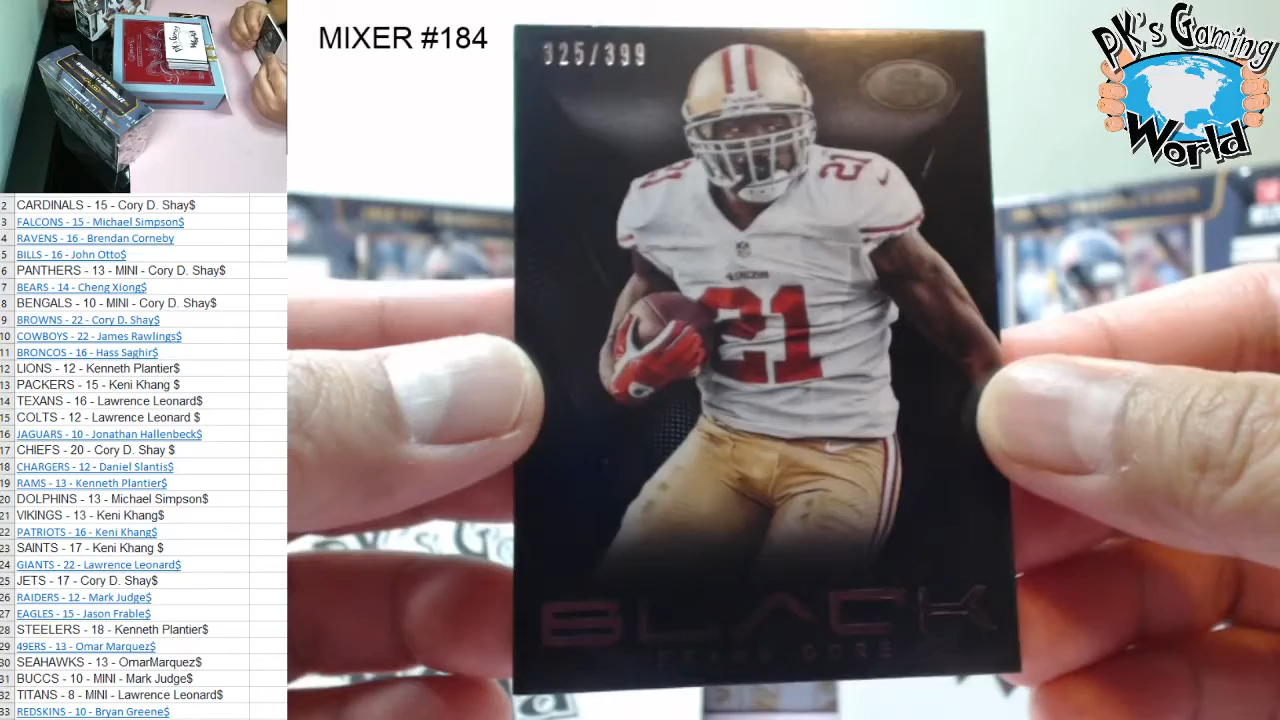 MIXER #184
PK's Gaming
World
325/399
21
21
49ERS
21
BLACK
FRANK GORE
2 CARDINALS - 15 - Cory D. Shay$
3 FALCONS - 15 - Michael Simpson$
4 RAVENS - 16 - Brendan Corneby
5 BILLS - 16 - John Otto$
6 PANTHERS - 13 - MINI - Cory D. Shay$
7 BEARS - 14 - Cheng Xiong$
8 BENGALS - 10 - MINI - Cory D. Shay$
9 BROWNS - 22 - Cory D. Shay$
10 COWBOYS - 22 - James Rawlings$
11 BRONCOS - 16 - Hass Saghir$
12 LIONS - 12 - Kenneth Plantier$
13 PACKERS - 15 - Keni Khang $
14 TEXANS - 16 - Lawrence Leonard$
15 COLTS - 12 - Lawrence Leonard $
16 JAGUARS - 10 - Jonathan Hallenbeck$
17 CHIEFS - 20 - Cory D. Shay $
18 CHARGERS - 12 - Daniel Slantis$
19 RAMS - 13 - Kenneth Plantier$
20 DOLPHINS - 13 - Michael Simpson$
21 VIKINGS - 13 - Keni Khang$
22 PATRIOTS - 16 - Keni Khang$
23 SAINTS - 17 - Keni Khang $
24 GIANTS - 22 - Lawrence Leonard$
25 JETS - 17 - Cory D. Shay$
26 RAIDERS - 12 - Mark Judge$
27 EAGLES - 15 - Jason Frable$
28 STEELERS - 18 - Kenneth Plantier$
29 49ERS - 13 - Omar Marquez$
30 SEAHAWKS - 13 - OmarMarquez$
31 BUCCS - 10 - MINI - Mark Judge$
32 TITANS - 8 - MINI - Lawrence Leonard$
33 REDSKINS - 10 - Bryan Greene$